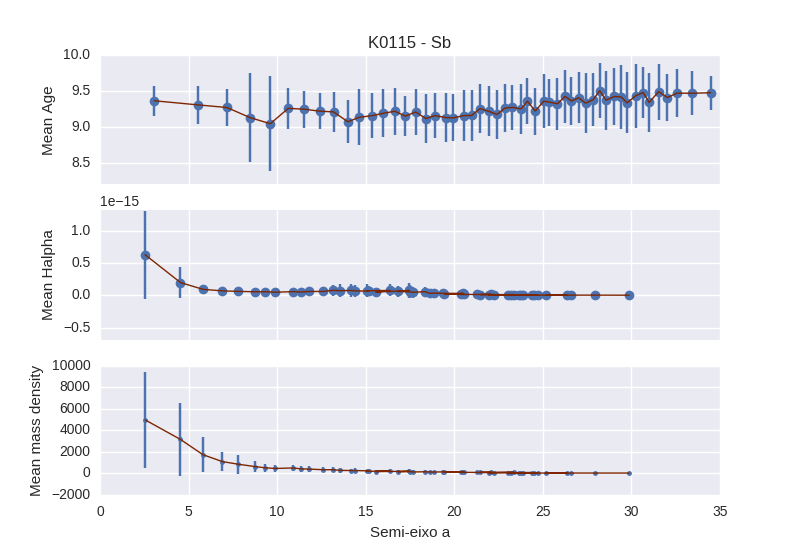 K0115 - Sb
10.0
9.5
9.0
8.5
Mean Age
1e−15
1.0
0.5
0.0
−0.5
Mean Halpha
10000
8000
6000
4000
2000
0
−2000
Mean mass density
0 5 10 15 20 25 30 35
Semi-eixo a